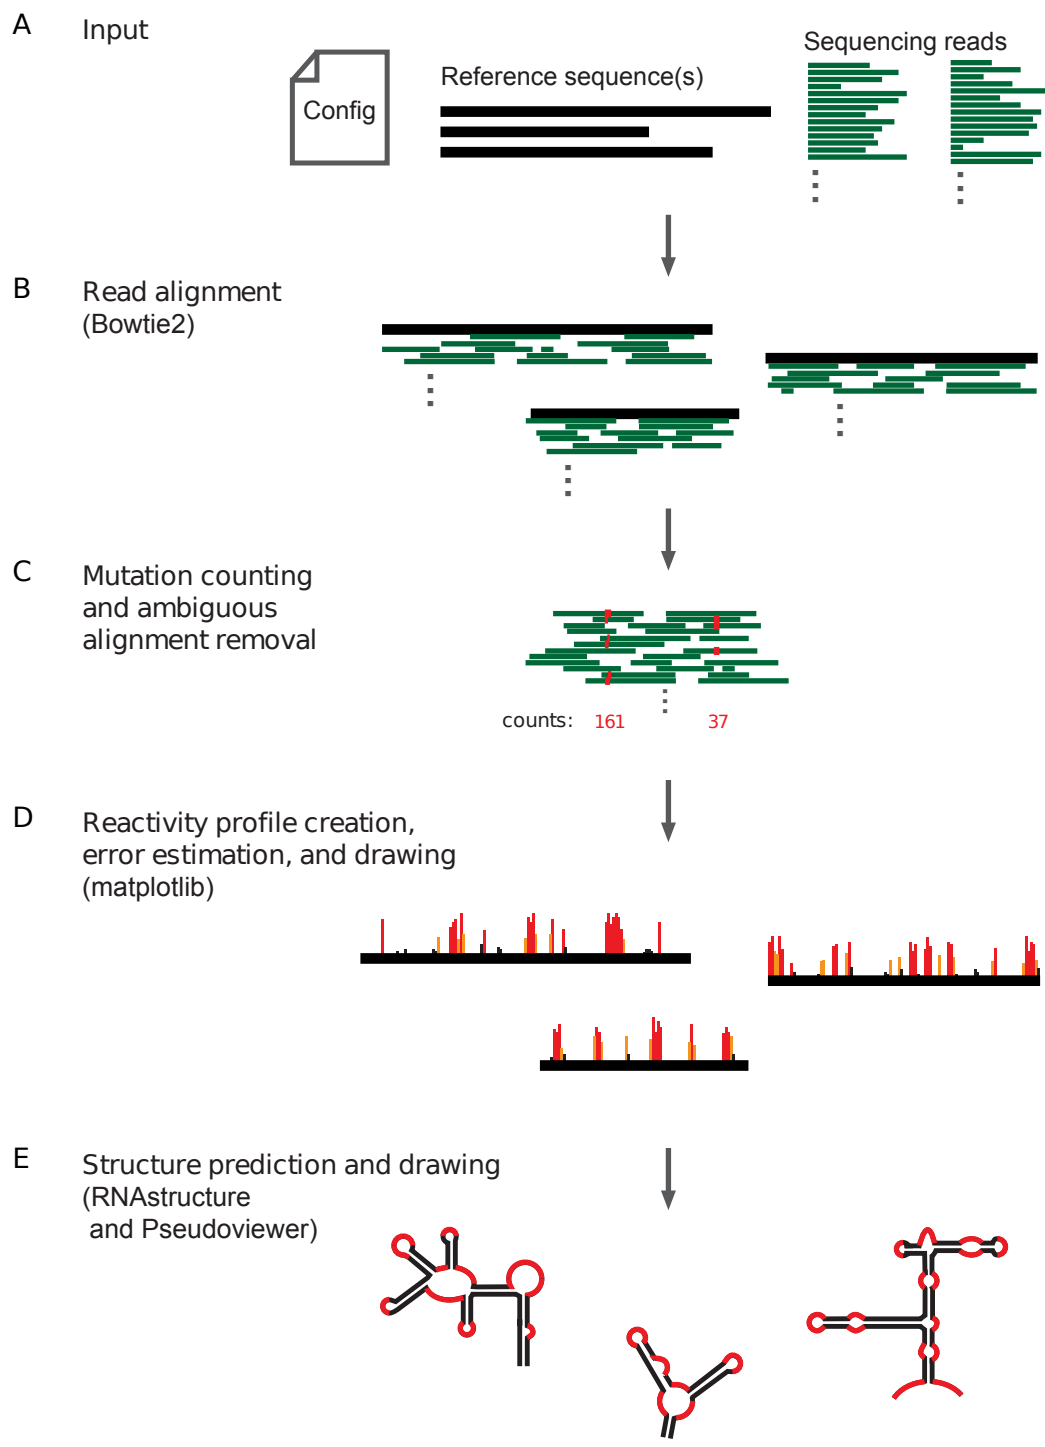 A
Input
Config
Reference sequence(s)
Sequencing reads
B
Read alignment
(Bowtie2)
C
Mutation counting
and ambiguous
alignment removal
counts: 161 37
D
Reactivity profile creation,
error estimation, and drawing
(matplotlib)
E
Structure prediction and drawing
(RNAstructure
and Pseudoviewer)